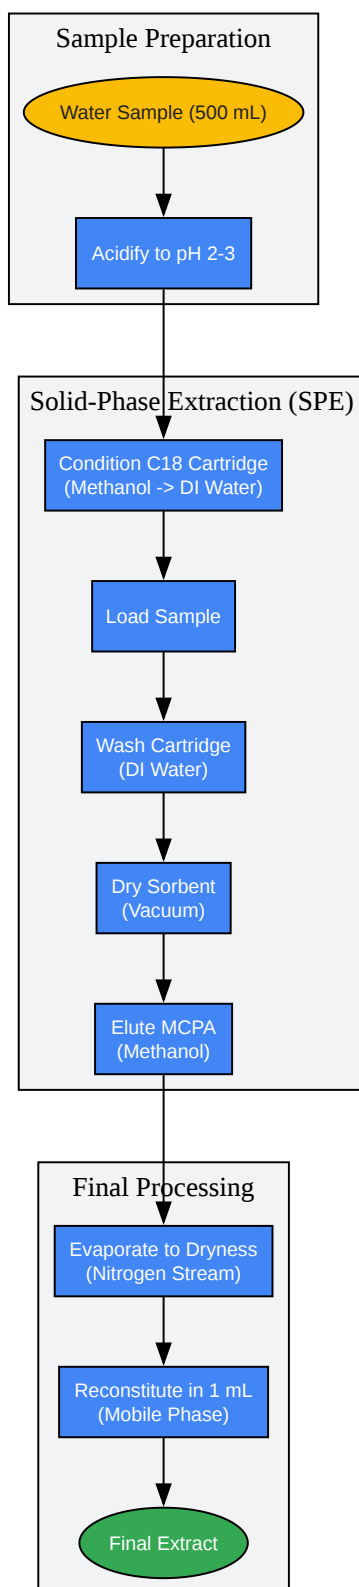 Sample Preparation
Water Sample (500 mL)
Acidify to pH 2-3
Solid-Phase Extraction (SPE)
Condition C18 Cartridge
(Methanol -> DI Water)
Load Sample
Wash Cartridge
(DI Water)
Dry Sorbent
(Vacuum)
Elute MCPA
(Methanol)
Final Processing
Evaporate to Dryness
(Nitrogen Stream)
Reconstitute in 1 mL
(Mobile Phase)
Final Extract